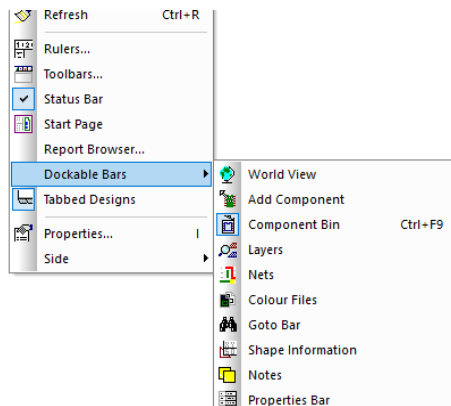 Refresh Ctrl+R
Rulers...
Toolbars...
Status Bar
Start Page
Report Browser...
Dockable Bars
Tabbed Designs
Properties... I
Side
World View
Add Component
Component Bin Ctrl+F9
Layers
Nets
Colour Files
Goto Bar
Shape Information
Notes
Properties Bar